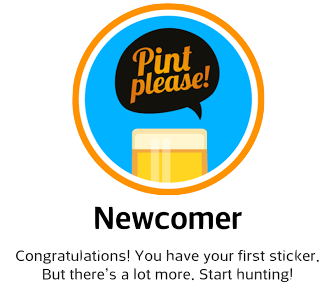 Pint
please!
Newcomer
Congratulations! You have your first sticker.
But there's a lot more. Start hunting!